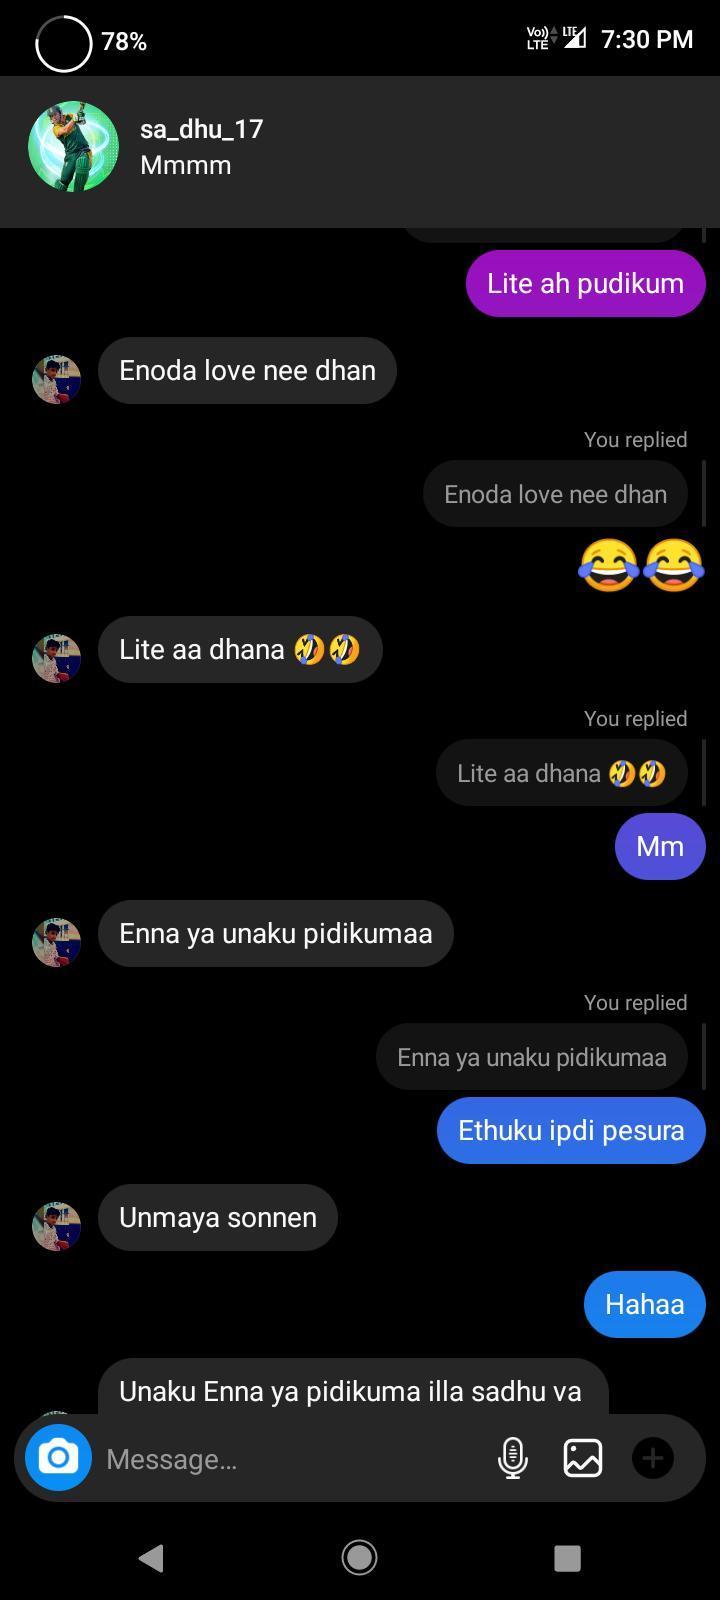 78%
Vo)) LTE LTE 7:30 PM
sa_dhu_17
Mmmm
Lite ah pudikum
Enoda love nee dhan
You replied
Enoda love nee dhan
😂😂
Lite aa dhana 🤣🤣
You replied
Lite aa dhana 🤣🤣
Mm
Enna ya unaku pidikumaa
You replied
Enna ya unaku pidikumaa
Ethuku ipdi pesura
Unmaya sonnen
Hahaa
Unaku Enna ya pidikuma illa sadhu va
Message...